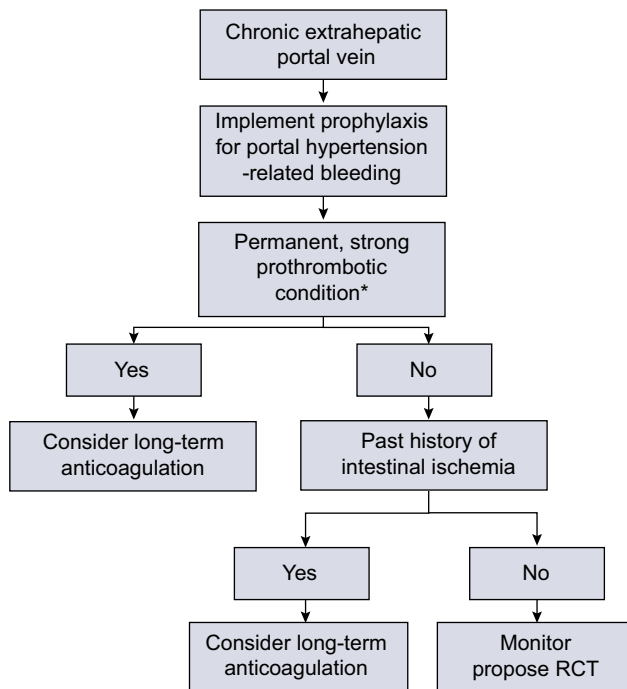 Chronic extrahepatic
portal vein
Implement prophylaxis
for portal hypertension
-related bleeding
Permanent, strong
prothrombotic
condition*
Yes
No
Consider long-term
anticoagulation
Past history of
intestinal ischemia
Yes
No
Consider long-term
anticoagulation
Monitor
propose RCT